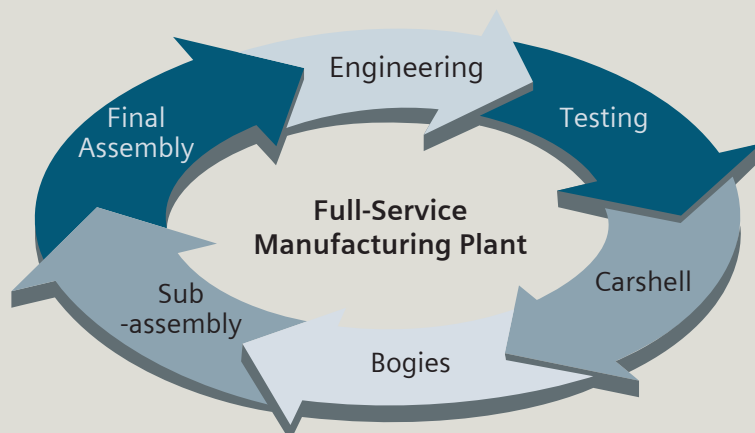 Engineering
Testing
Carshell
Bogies
Sub
-assembly
Final
Assembly
Full-Service
Manufacturing Plant